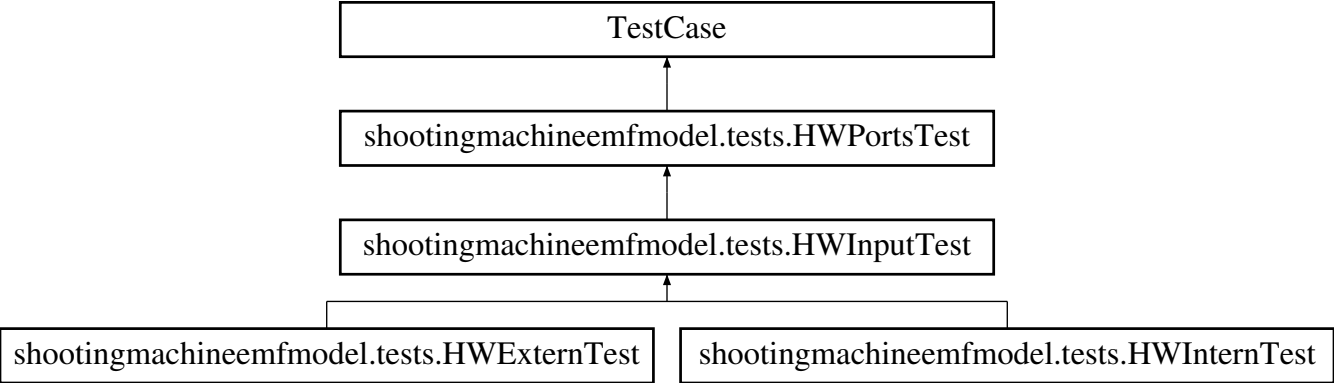 TestCase
shootingmachineemfmodel.tests.HWPortsTest
shootingmachineemfmodel.tests.HWInputTest
shootingmachineemfmodel.tests.HWExternTest
shootingmachineemfmodel.tests.HWInternTest